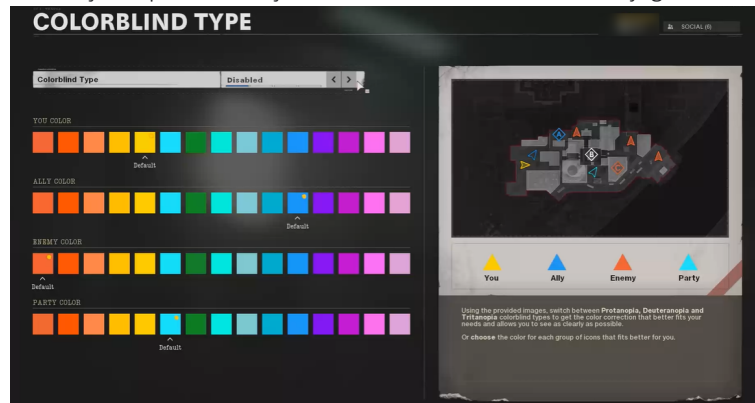 COLORBLIND TYPE
SOCIAL (6)
Colorblind Type
Disabled
YOU COLOR
Default
ALLY COLOR
Default
ENEMY COLOR
Default
PARTY COLOR
Default
A
B
C
You
Ally
Enemy
Party
Using the provided images, switch between Protanopia, Deuteranopia and
Tritanopia colorblind types to get the color correction that better fits your
needs and allows you to see as clearly as possible.
Or choose the color for each group of icons that fits better for you.